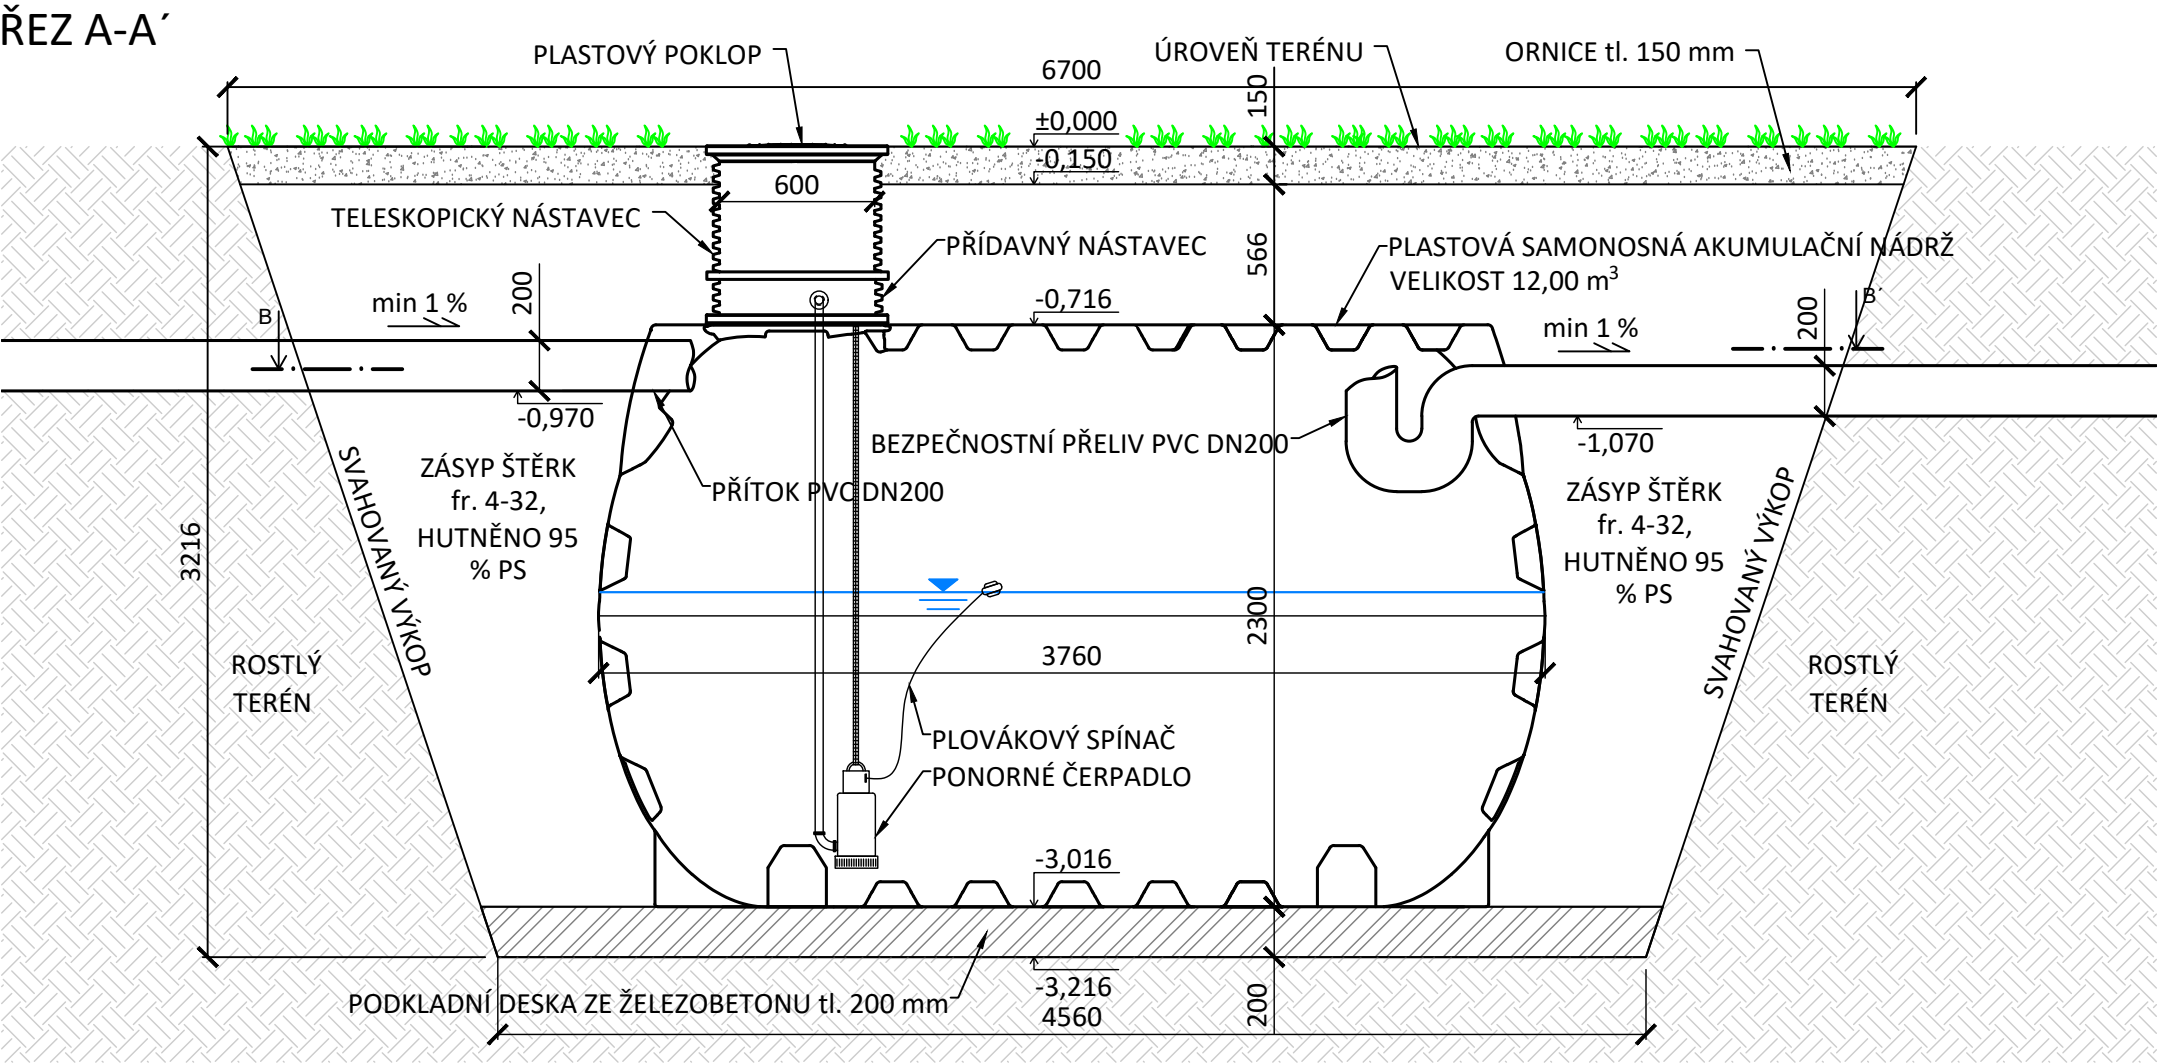 ŘEZ A-A´
PLASTOVÝ POKLOP
6700
ÚROVEŇ TERÉNU
ORNICE tl. 150 mm
150
±0,000
-0,150
600
TELESKOPICKÝ NÁSTAVEC
PŘÍDAVNÝ NÁSTAVEC
566
PLASTOVÁ SAMONOSNÁ AKUMULAČNÍ NÁDRŽ
VELIKOST 12,00 m³
min 1 %
200
-0,716
B
B´
min 1 %
200
-0,970
-1,070
BEZPEČNOSTNÍ PŘELIV PVC DN200
PŘÍTOK PVC DN200
ZÁSYP ŠTĚRK
fr. 4-32,
HUTNĚNO 95
% PS
ZÁSYP ŠTĚRK
fr. 4-32,
HUTNĚNO 95
% PS
SVAHOVANÝ VÝKOP
SVAHOVANÝ VÝKOP
3216
2300
3760
ROSTLÝ
TERÉN
ROSTLÝ
TERÉN
PLOVÁKOVÝ SPÍNAČ
PONORNÉ ČERPADLO
-3,016
PODKLADNÍ DESKA ZE ŽELEZOBETONU tl. 200 mm
-3,216
4560
200